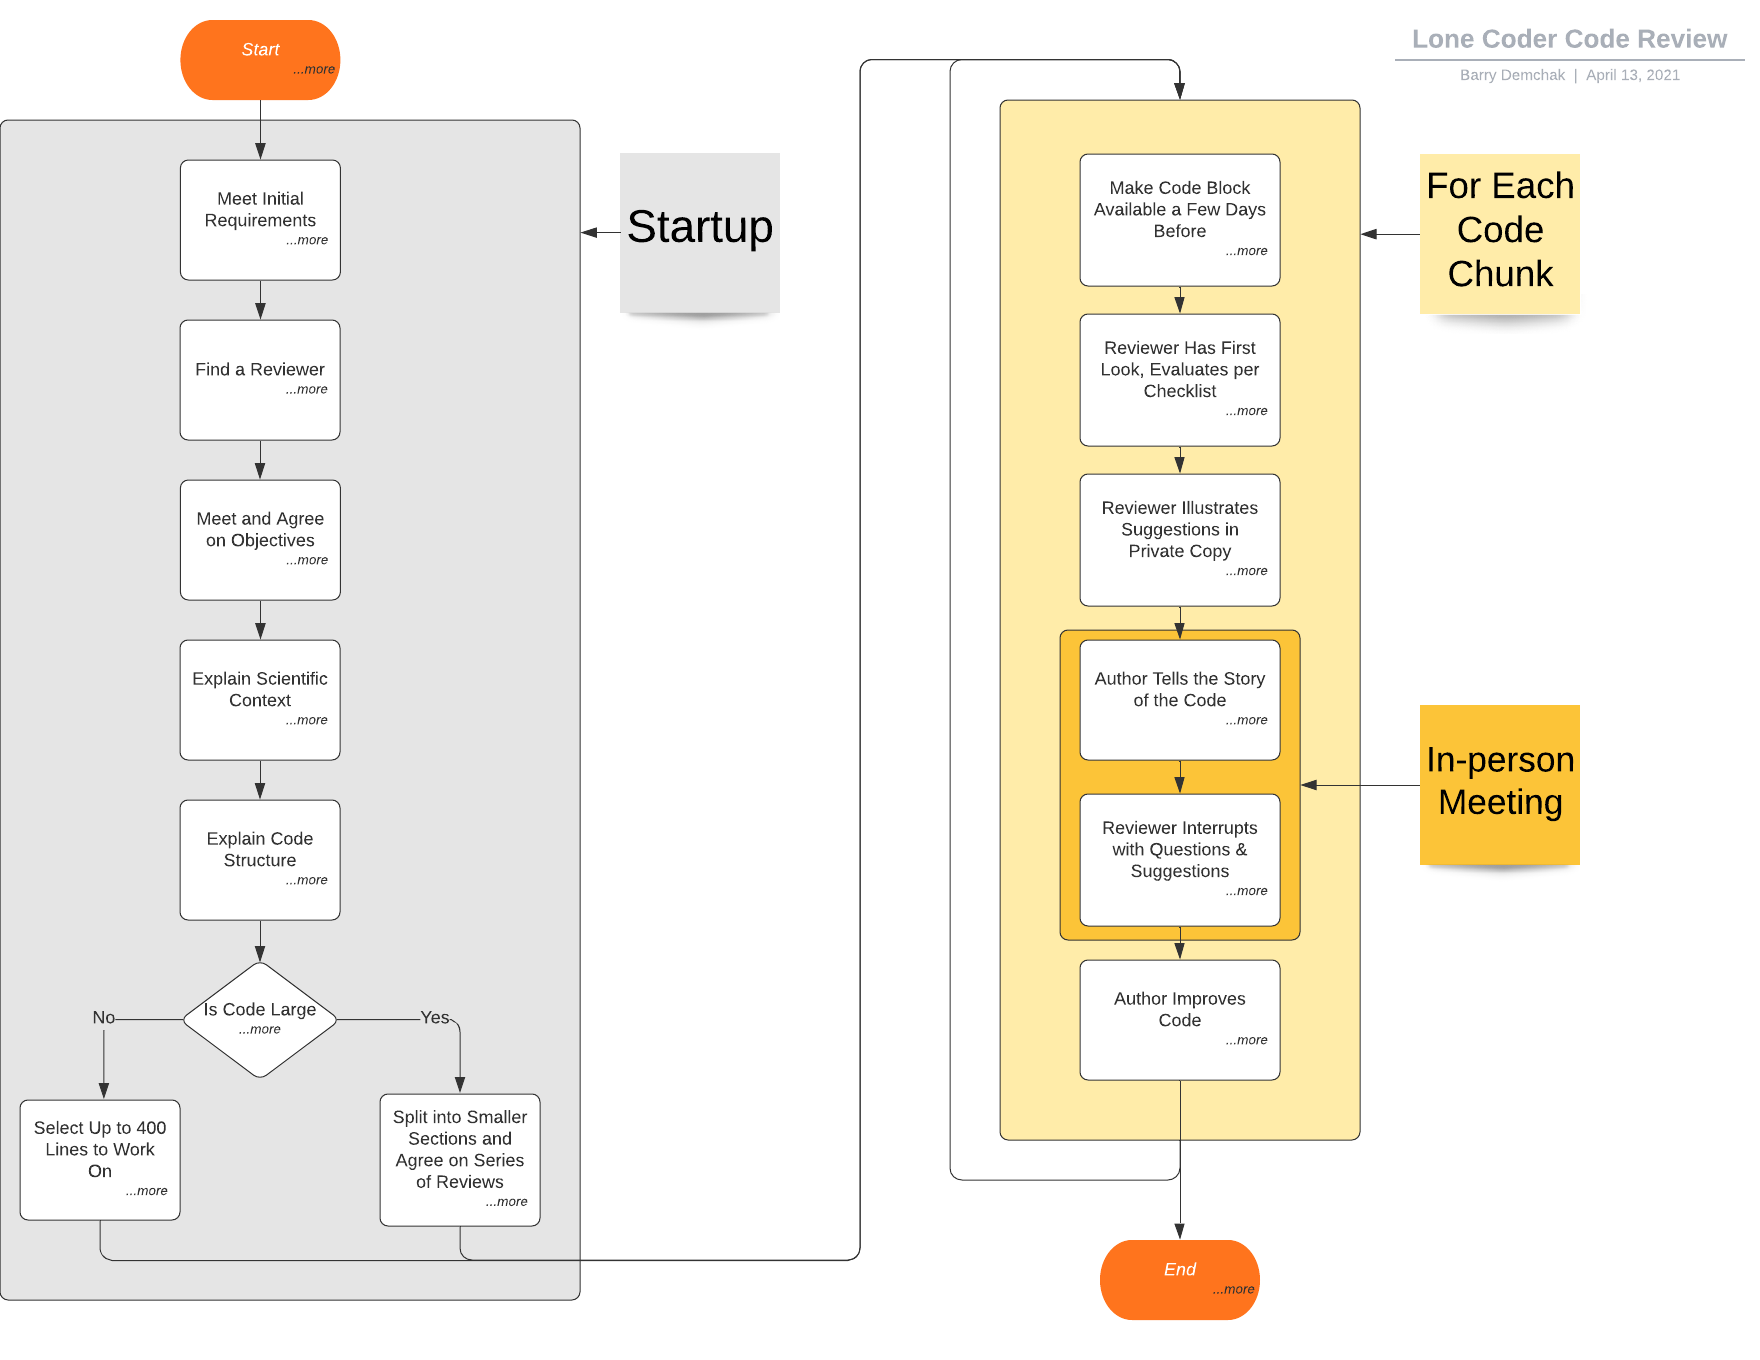 Lone Coder Code Review
Barry Demchak | April 13, 2021
Start
...more
Meet Initial
Requirements
...more
Find a Reviewer
...more
Meet and Agree
on Objectives
...more
Explain Scientific
Context
...more
Explain Code
Structure
...more
Is Code Large
...more
No
Yes
Select Up to 400
Lines to Work
On
...more
Split into Smaller
Sections and
Agree on Series
of Reviews
...more
Startup
Make Code Block
Available a Few Days
Before
...more
Reviewer Has First
Look, Evaluates per
Checklist
...more
Reviewer Illustrates
Suggestions in
Private Copy
...more
Author Tells the Story
of the Code
...more
Reviewer Interrupts
with Questions &
Suggestions
...more
Author Improves
Code
...more
End
...more
For Each
Code
Chunk
In-person
Meeting